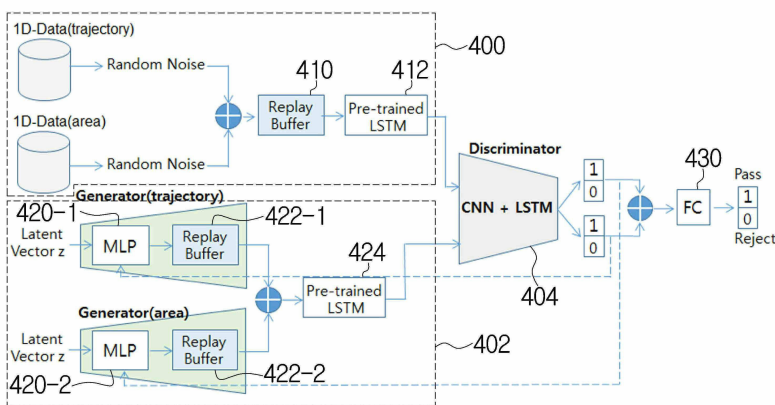 1D-Data(trajectory)
Random Noise
400
410
412
Replay
Buffer
Pre-trained
LSTM
1D-Data(area)
Random Noise
Discriminator
CNN + LSTM
404
1
0
1
0
430
FC
Pass
1
0
Reject
Generator(trajectory)
420-1
422-1
Latent
Vector z
MLP
Replay
Buffer
424
Pre-trained
LSTM
Generator(area)
Latent
Vector z
MLP
Replay
Buffer
420-2
422-2
402